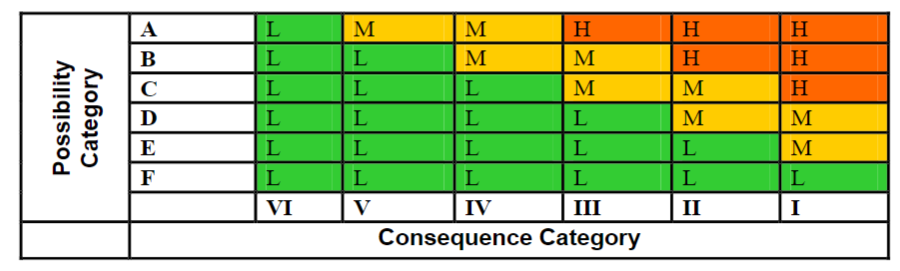 Possibility
Category
A L M M H H H
B L L M M H H
C L L L M M H
D L L L L M M
E L L L L L M
F L L L L L L
VI V IV III II I
Consequence Category